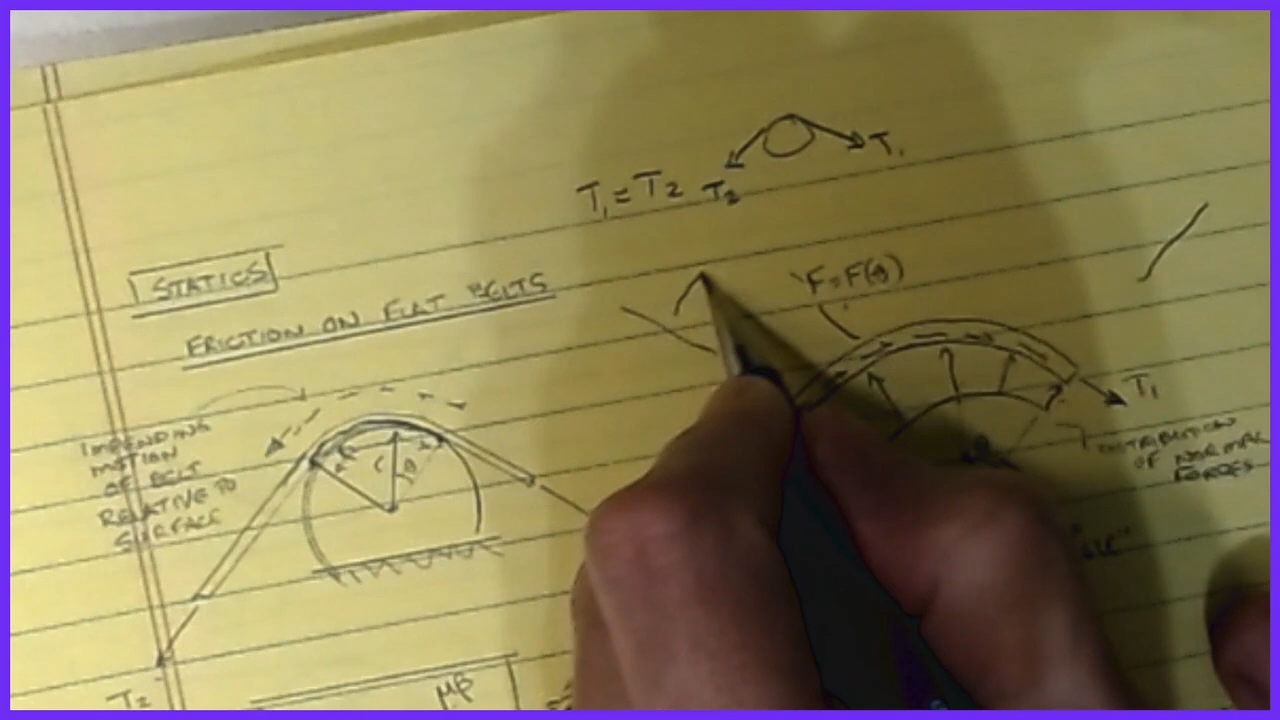 T₁
T₁ = T₂ T₂
STATICS
FRICTION ON FLAT BELTS
F = F(θ)
IMPENDING
MOTION
OF BELT
RELATIVE TO
SURFACE
r θ
T₁
DISTRIBUTION
OF NORMAL
FORCES
T₂
μβ